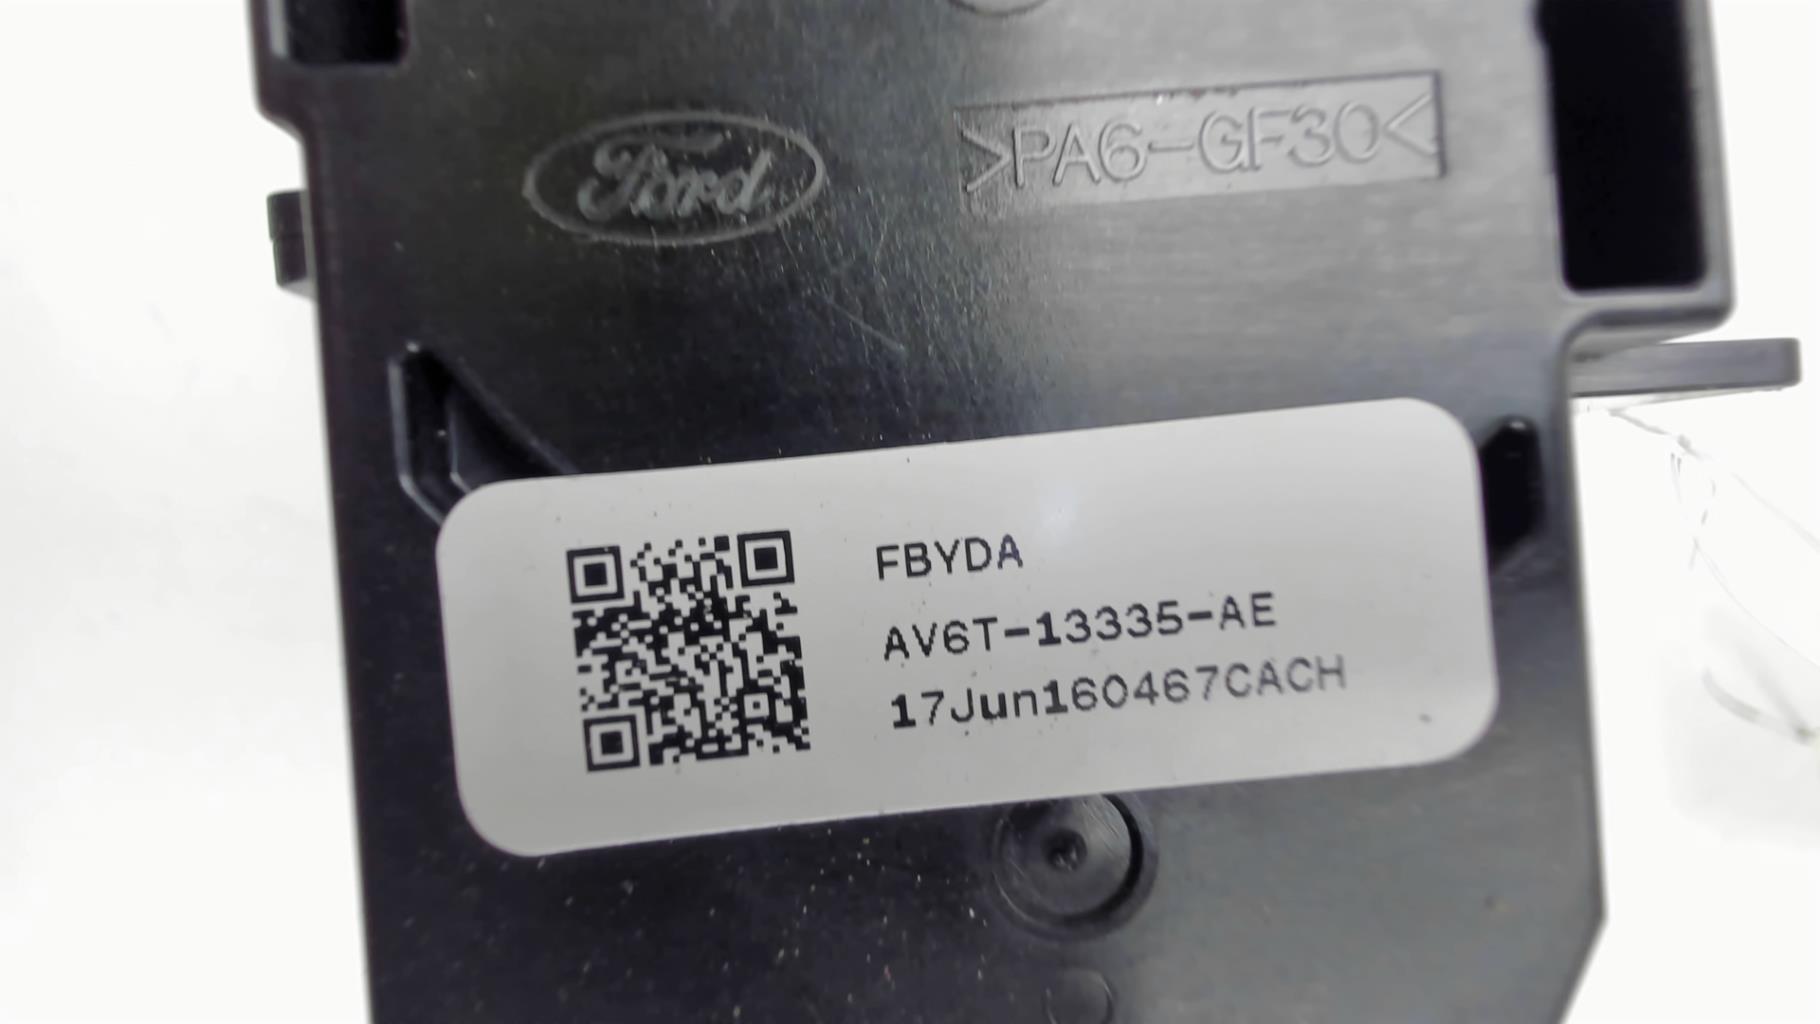 Ford
>PA6-GF30<
FBYDA
AV6T-13335-AE
17Jun160467CACH